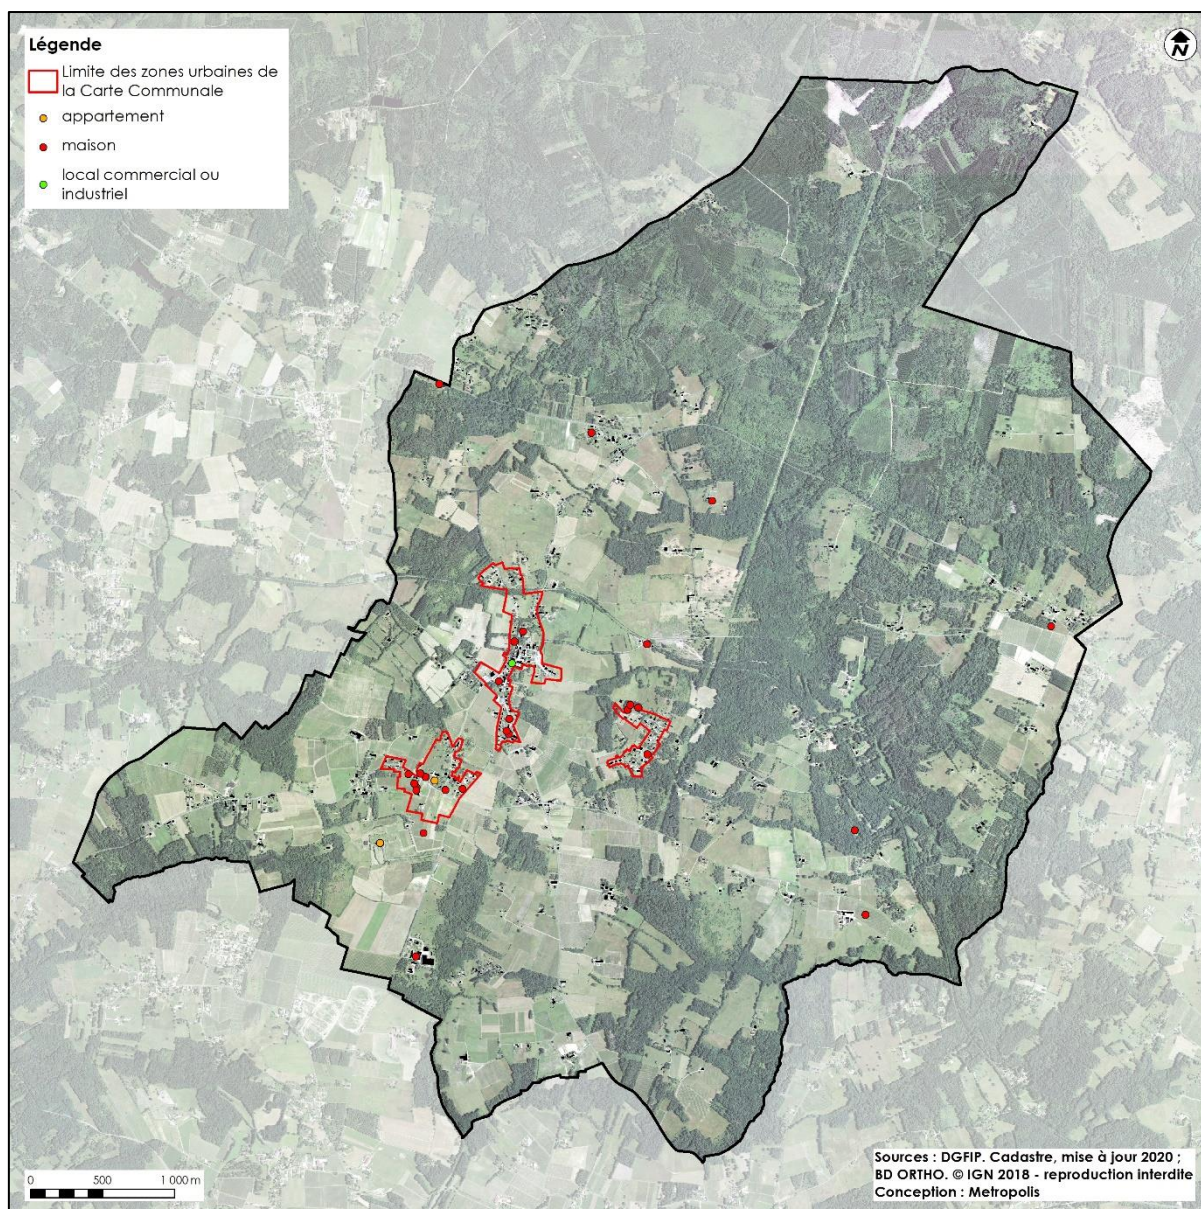 Légende
Limite des zones urbaines de
la Carte Communale
appartement
maison
local commercial ou
industriel
N
0 500 1 000 m
Sources : DGFIP. Cadastre, mise à jour 2020 ;
BD ORTHO. © IGN 2018 - reproduction interdite
Conception : Metropolis